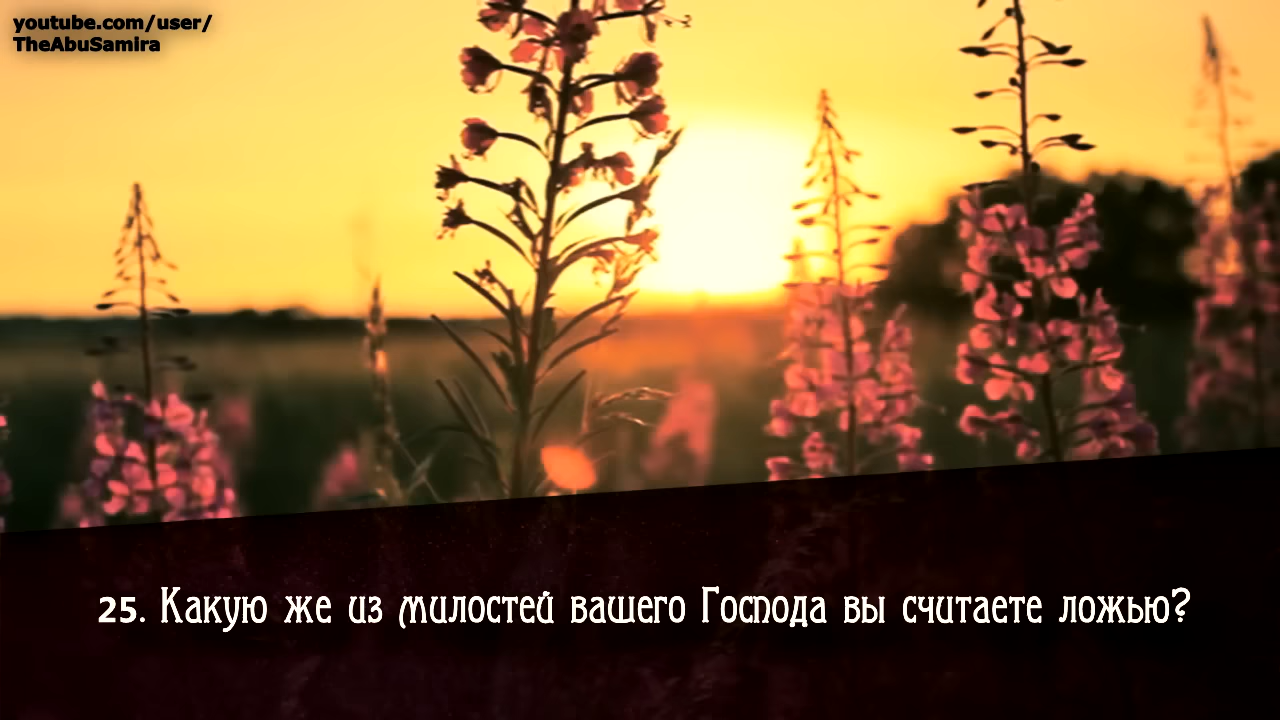 youtube.com/user/
TheAbuSamira
25. Какую же из милостей вашего Господа вы считаете ложью?